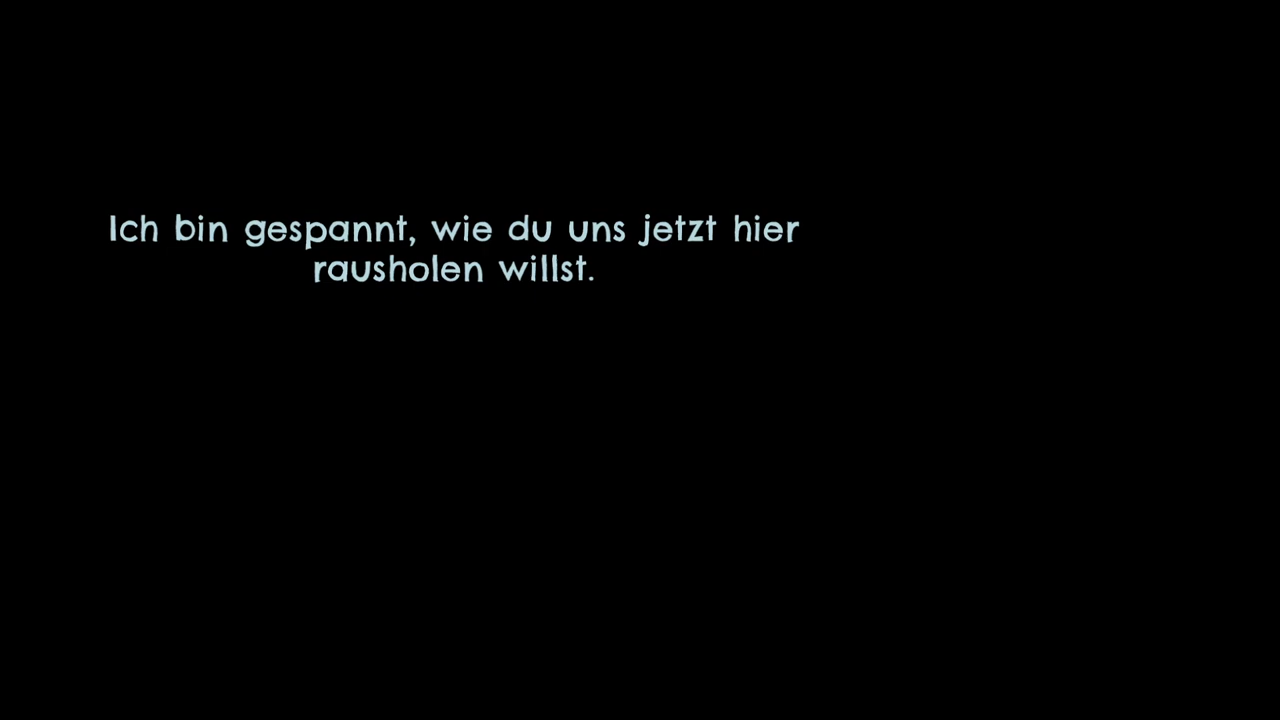 Ich bin gespannt, wie du uns jetzt hier
rausholen willst.